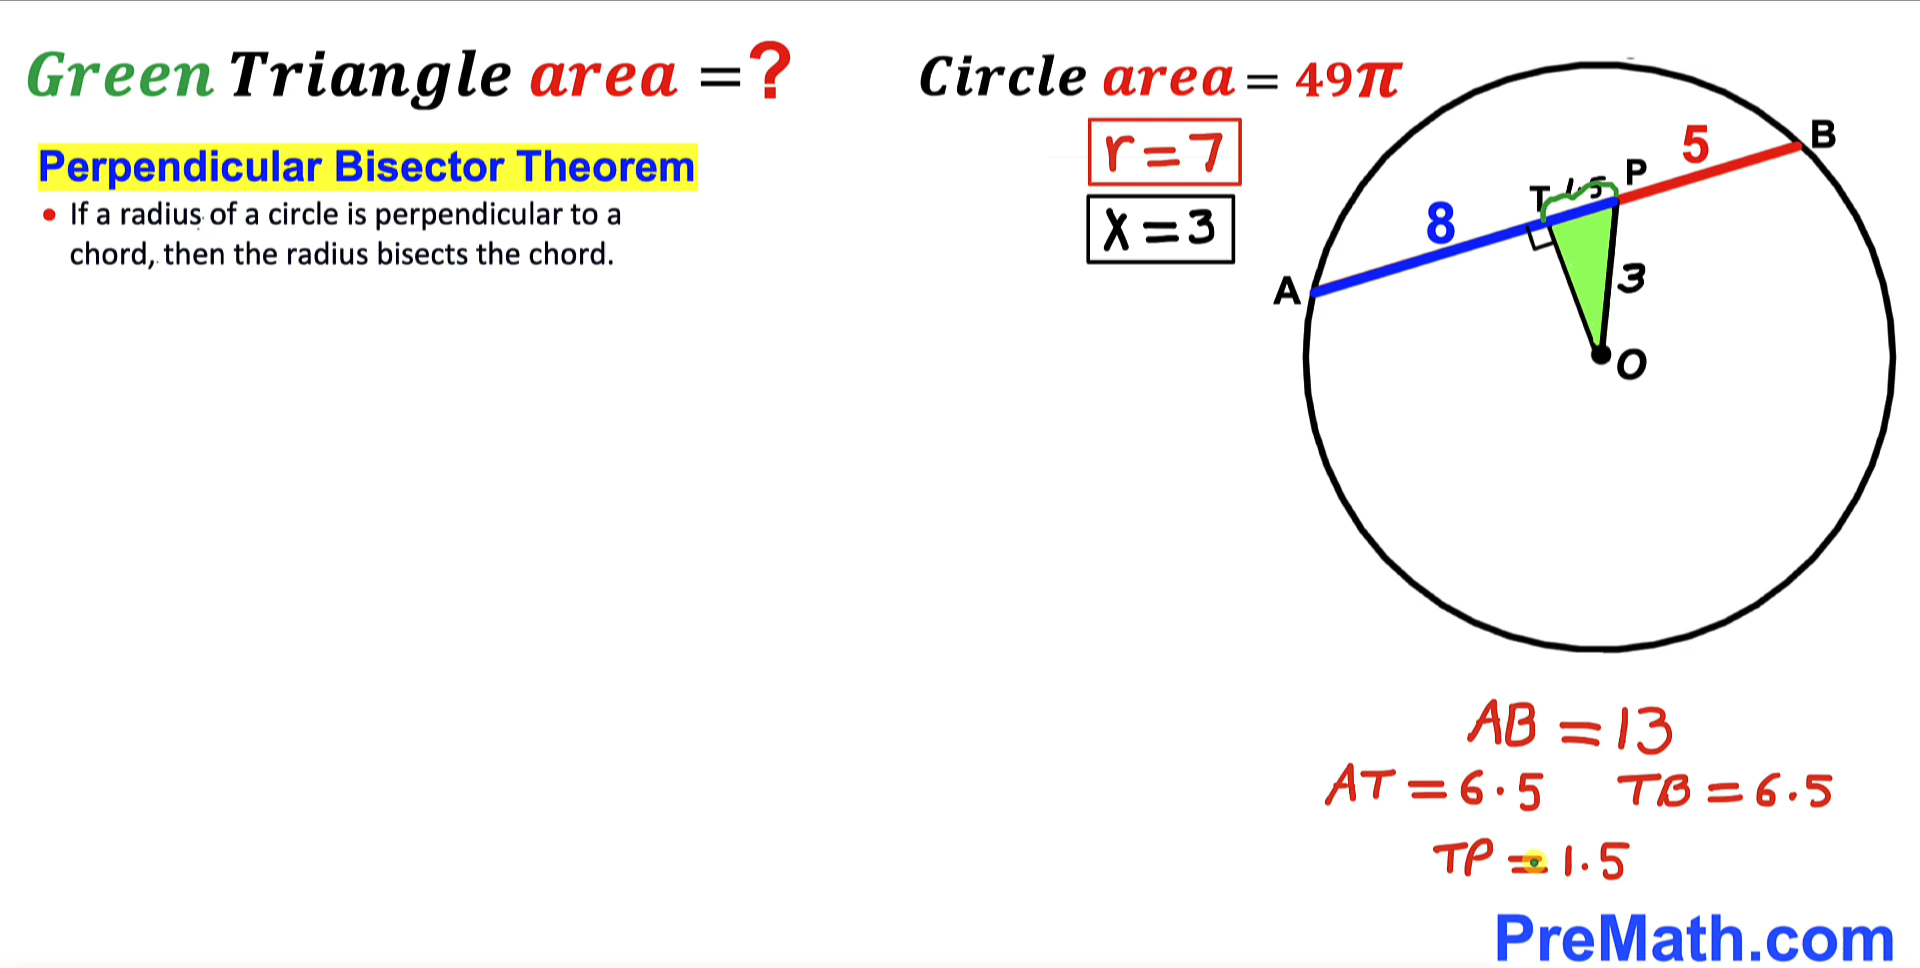 Green Triangle area =?
Circle area = 49π
Perpendicular Bisector Theorem
• If a radius of a circle is perpendicular to a
chord, then the radius bisects the chord.
r=7
x=3
B
5
P
T 1.5
8
3
A
O
AB = 13
AT = 6.5 TB = 6.5
TP = 1.5
PreMath.com